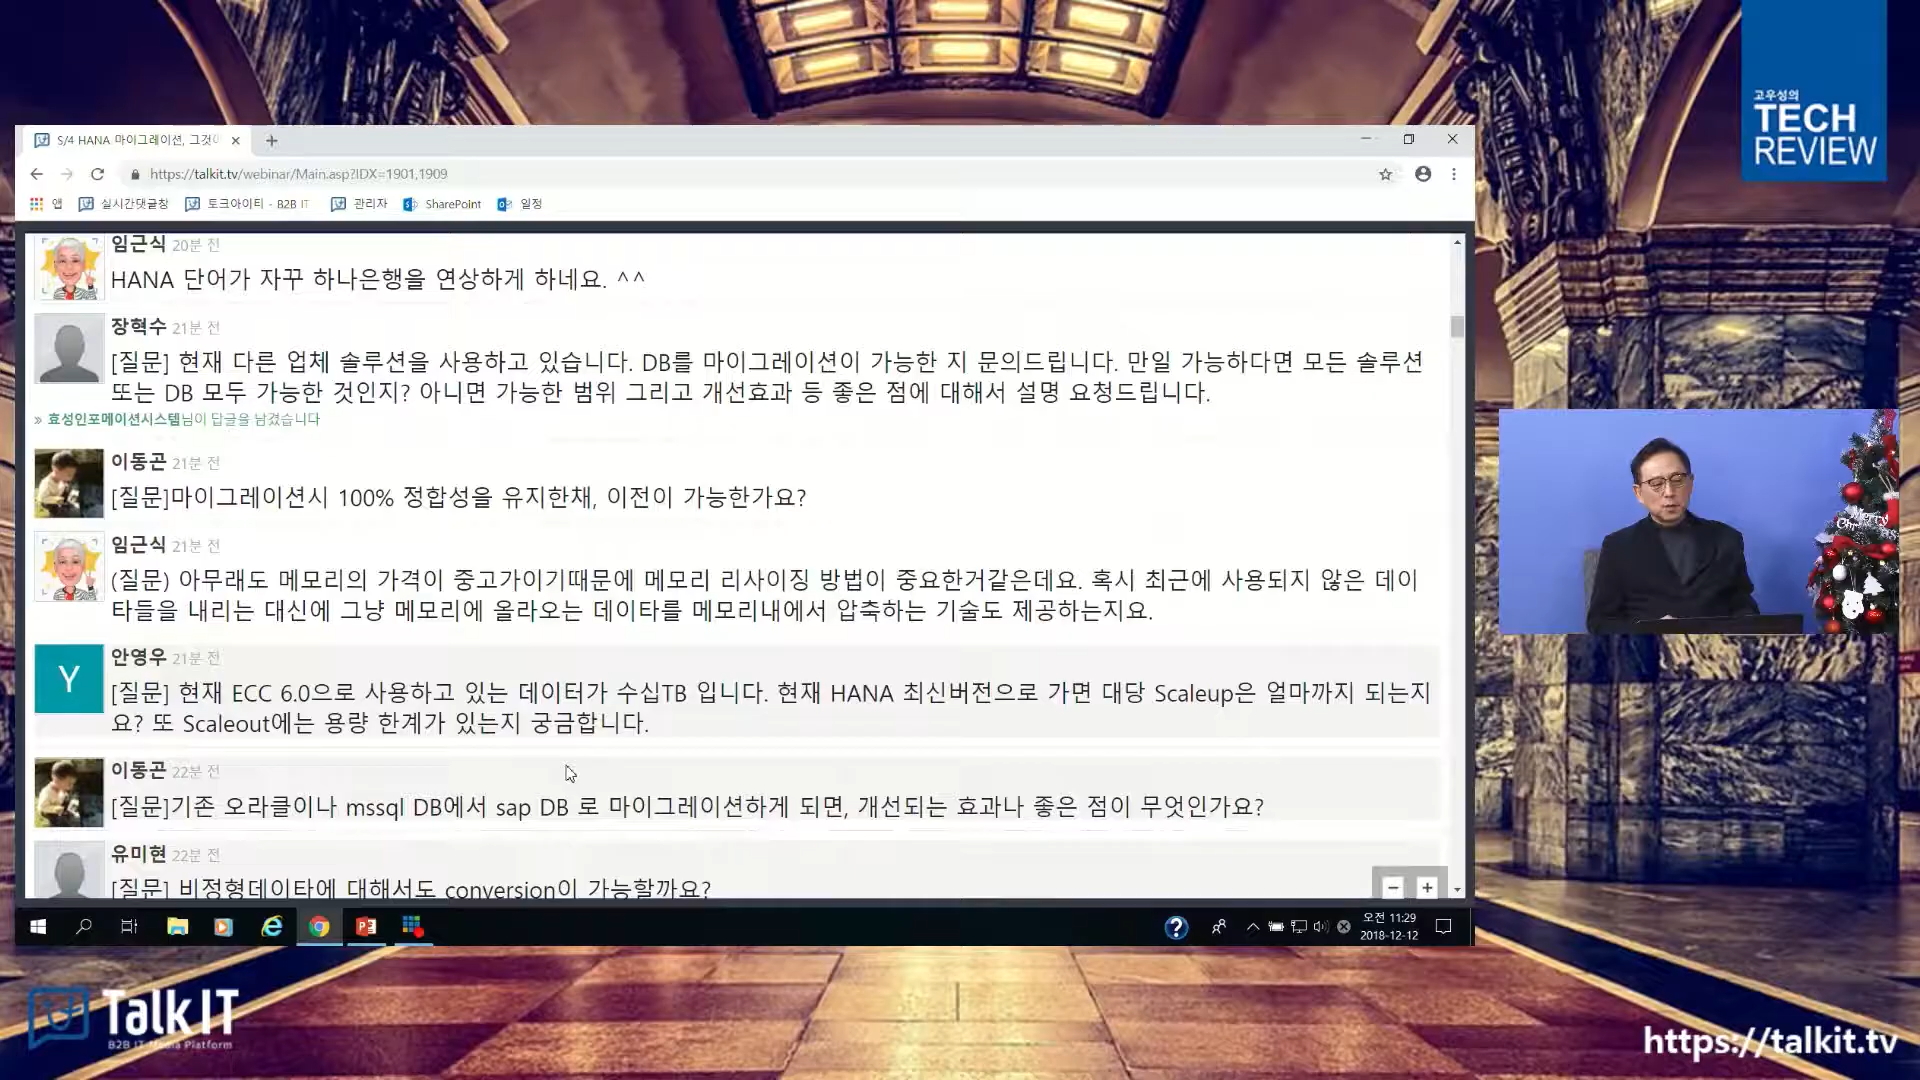 고우성의
TECH
REVIEW
S/4 HANA 마이그레이션, 그것이
https://talkit.tv/webinar/Main.asp?IDX=1901,1909
앱
실시간댓글창
토크아이티 - B2B IT
관리자
SharePoint
일정
임근식 20분 전
HANA 단어가 자꾸 하나은행을 연상하게 하네요. ^^
장혁수 21분 전
[질문] 현재 다른 업체 솔루션을 사용하고 있습니다. DB를 마이그레이션이 가능한 지 문의드립니다. 만일 가능하다면 모든 솔루션
또는 DB 모두 가능한 것인지? 아니면 가능한 범위 그리고 개선효과 등 좋은 점에 대해서 설명 요청드립니다.
» 효성인포메이션시스템님이 답글을 남겼습니다
이동곤 21분 전
[질문]마이그레이션시 100% 정합성을 유지한채, 이전이 가능한가요?
임근식 21분 전
(질문) 아무래도 메모리의 가격이 중고가이기때문에 메모리 리사이징 방법이 중요한거같은데요. 혹시 최근에 사용되지 않은 데이
타들을 내리는 대신에 그냥 메모리에 올라오는 데이타를 메모리내에서 압축하는 기술도 제공하는지요.
Y
안영우 21분 전
[질문] 현재 ECC 6.0으로 사용하고 있는 데이터가 수십TB 입니다. 현재 HANA 최신버전으로 가면 대당 Scaleup은 얼마까지 되는지
요? 또 Scaleout에는 용량 한계가 있는지 궁금합니다.
이동곤 22분 전
[질문]기존 오라클이나 mssql DB에서 sap DB 로 마이그레이션하게 되면, 개선되는 효과나 좋은 점이 무엇인가요?
유미현 22분 전
[질문] 비정형데이타에 대해서도 conversion이 가능할까요?
오전 11:29
2018-12-12
Merry
Talk IT
B2B IT Media Platform
https://talkit.tv